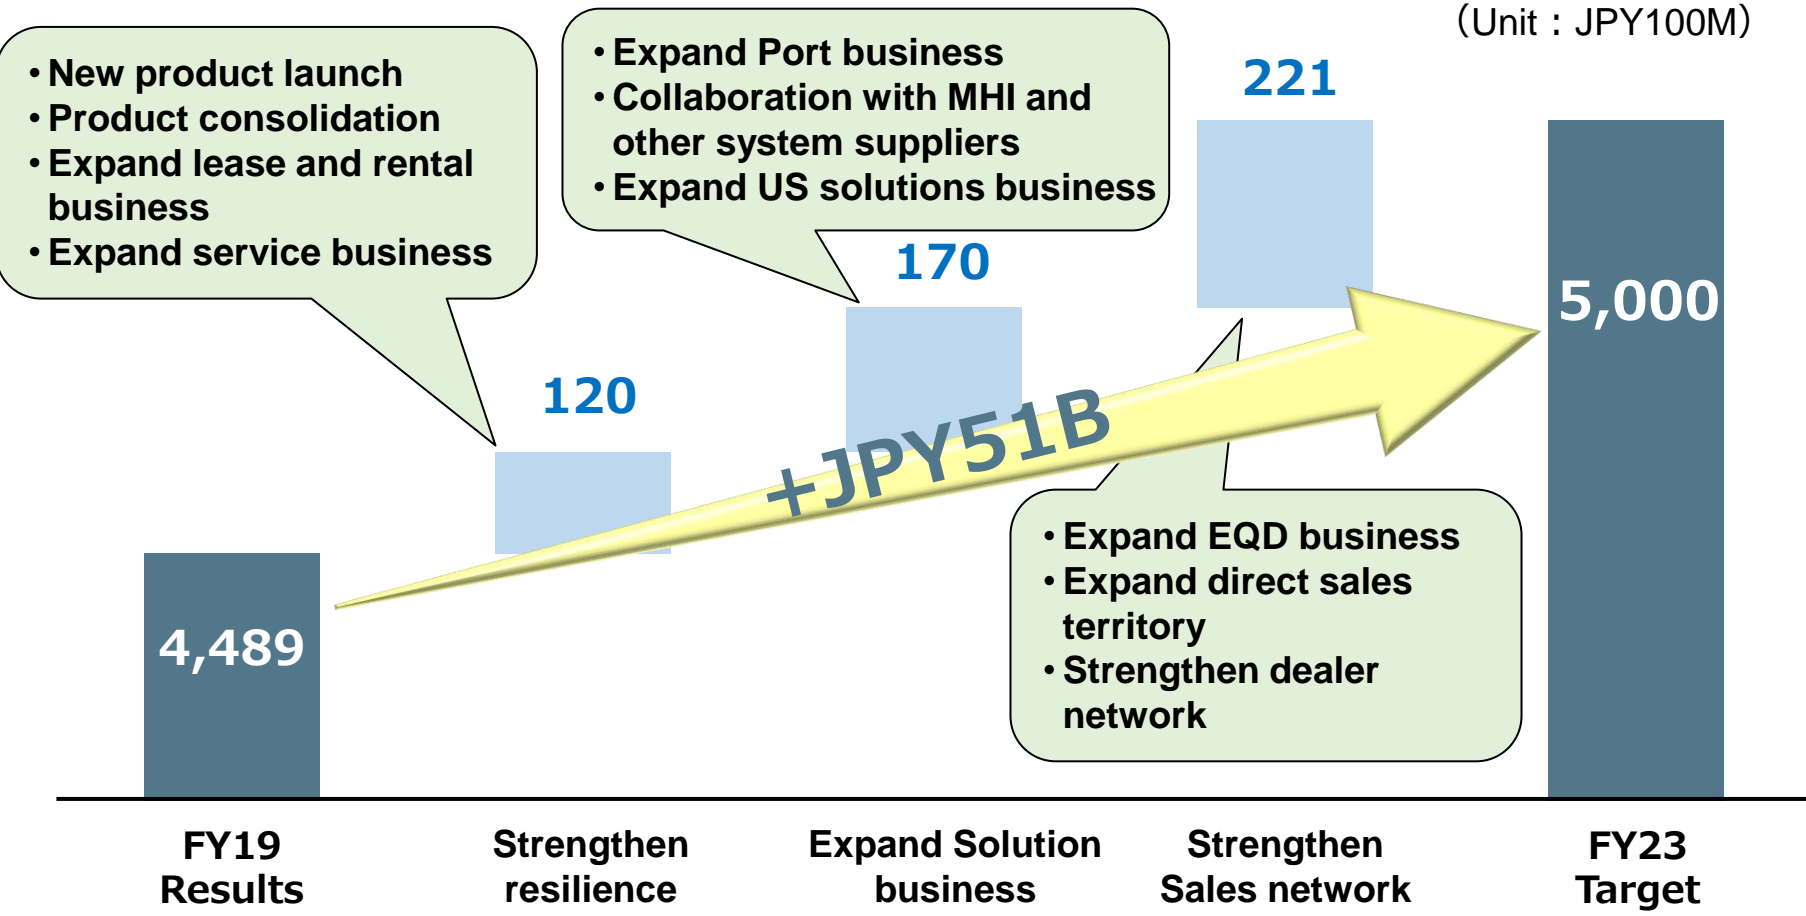 （Unit：JPY100M）
• New product launch
• Product consolidation
• Expand lease and rental
business
• Expand service business
• Expand Port business
• Collaboration with MHI and
other system suppliers
• Expand US solutions business
221
170
120
5,000
+JPY51B
4,489
• Expand EQD business
• Expand direct sales
territory
• Strengthen dealer
network
FY19
Results
Strengthen
resilience
Expand Solution
business
Strengthen
Sales network
FY23
Target